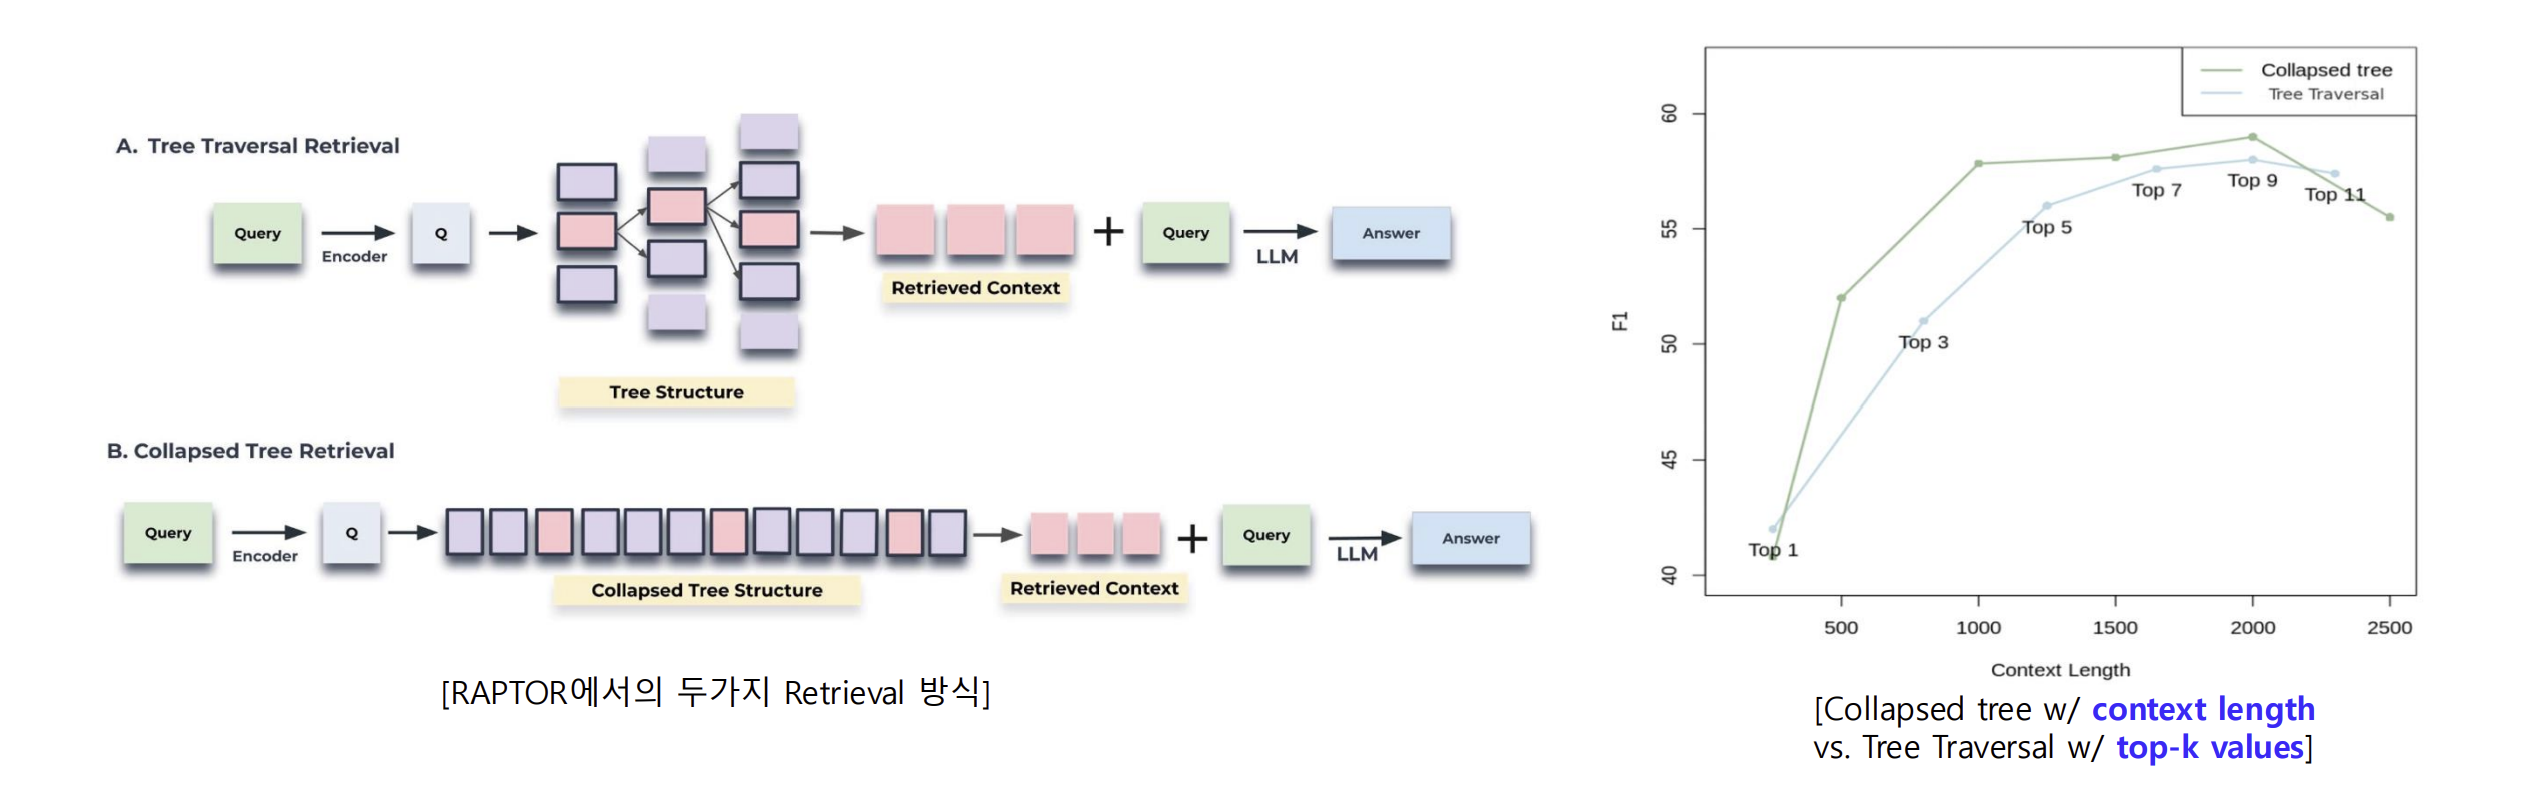 A. Tree Traversal Retrieval
Query
Encoder
Q
Tree Structure
Retrieved Context
+
Query
LLM
Answer
B. Collapsed Tree Retrieval
Query
Encoder
Q
Collapsed Tree Structure
Retrieved Context
+
Query
LLM
Answer
[RAPTOR에서의 두가지 Retrieval 방식]
Collapsed tree
Tree Traversal
60
55
50
45
40
F1
Top 1
Top 3
Top 5
Top 7
Top 9
Top 11
500 1000 1500 2000 2500
Context Length
[Collapsed tree w/ context length
vs. Tree Traversal w/ top-k values]